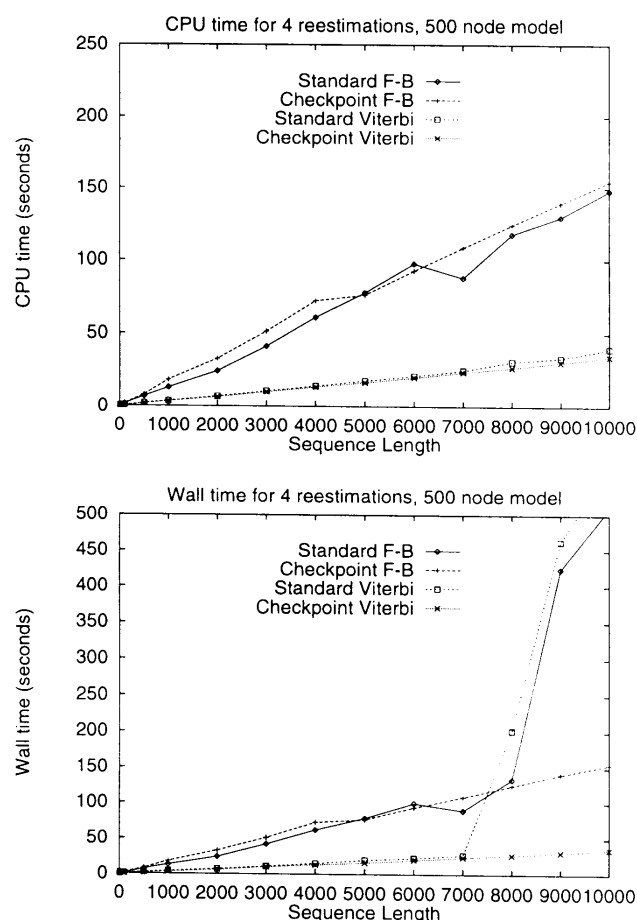 CPU time for 4 reestimations, 500 node model
250
200
150
100
50
0
CPU time (seconds)
Standard F-B
Checkpoint F-B
Standard Viterbi
Checkpoint Viterbi
0 1000 2000 3000 4000 5000 6000 7000 8000 9000 10000
Sequence Length
Wall time for 4 reestimations, 500 node model
500
450
400
350
300
250
200
150
100
50
0
Wall time (seconds)
Standard F-B
Checkpoint F-B
Standard Viterbi
Checkpoint Viterbi
0 1000 2000 3000 4000 5000 6000 7000 8000 9000 10000
Sequence Length